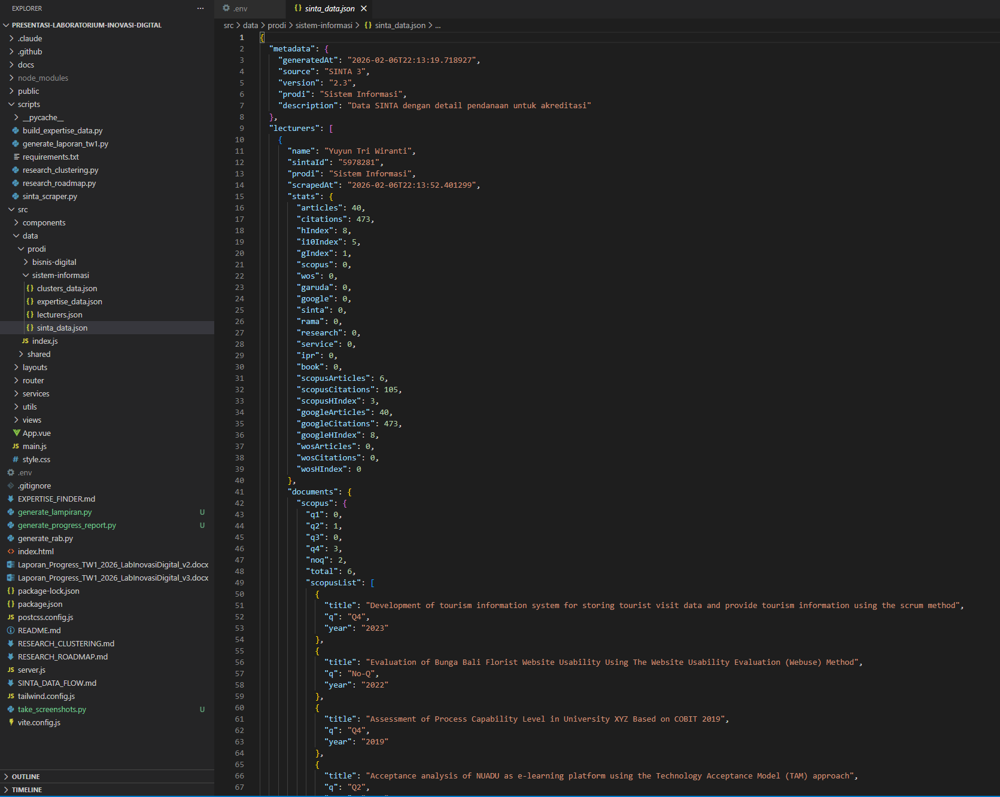 EXPLORER
PRESENTASI-LABORATORIUM-INOVASI-DIGITAL
.claude
.github
docs
node_modules
public
scripts
__pycache__
build_expertise_data.py
generate_laporan_tw1.py
requirements.txt
research_clustering.py
research_roadmap.py
sinta_scraper.py
src
components
data
prodi
bisnis-digital
sistem-informasi
{} clusters_data.json
{} expertise_data.json
{} lecturers.json
{} sinta_data.json
JS index.js
shared
layouts
router
services
utils
views
App.vue
JS main.js
# style.css
.env
.gitignore
EXPERTISE_FINDER.md
generate_lampiran.py U
generate_progress_report.py U
generate_rab.py
<> index.html
Laporan_Progress_TW1_2026_LabInovasiDigital_v2.docx
Laporan_Progress_TW1_2026_LabInovasiDigital_v3.docx
{} package-lock.json
{} package.json
JS postcss.config.js
README.md
RESEARCH_CLUSTERING.md
RESEARCH_ROADMAP.md
JS server.js
SINTA_DATA_FLOW.md
JS tailwind.config.js
take_screenshots.py U
vite.config.js
OUTLINE
TIMELINE
.env
{} sinta_data.json
src > data > prodi > sistem-informasi > {} sinta_data.json > ...
1 {
2 "metadata": {
3 "generatedAt": "2026-02-06T22:13:19.718927",
4 "source": "SINTA 3",
5 "version": "2.3",
6 "prodi": "Sistem Informasi",
7 "description": "Data SINTA dengan detail pendanaan untuk akreditasi"
8 },
9 "lecturers": [
10 {
11 "name": "Yuyun Tri Wiranti",
12 "sintaId": "5978281",
13 "prodi": "Sistem Informasi",
14 "scrapedAt": "2026-02-06T22:13:52.401299",
15 "stats": {
16 "articles": 40,
17 "citations": 473,
18 "hIndex": 8,
19 "i10Index": 5,
20 "gIndex": 1,
21 "scopus": 0,
22 "wos": 0,
23 "garuda": 0,
24 "google": 0,
25 "sinta": 0,
26 "rama": 0,
27 "research": 0,
28 "service": 0,
29 "ipr": 0,
30 "book": 0,
31 "scopusArticles": 6,
32 "scopusCitations": 105,
33 "scopusHIndex": 3,
34 "googleArticles": 40,
35 "googleCitations": 473,
36 "googleHIndex": 8,
37 "wosArticles": 0,
38 "wosCitations": 0,
39 "wosHIndex": 0
40 },
41 "documents": {
42 "scopus": {
43 "q1": 0,
44 "q2": 1,
45 "q3": 0,
46 "q4": 3,
47 "noq": 2,
48 "total": 6,
49 "scopusList": [
50 {
51 "title": "Development of tourism information system for storing tourist visit data and provide tourism information using the scrum method",
52 "q": "Q4",
53 "year": "2023"
54 },
55 {
56 "title": "Evaluation of Bunga Bali Florist Website Usability Using The Website Usability Evaluation (Webuse) Method",
57 "q": "No-Q",
58 "year": "2022"
59 },
60 {
61 "title": "Assessment of Process Capability Level in University XYZ Based on COBIT 2019",
62 "q": "Q4",
63 "year": "2019"
64 },
65 {
66 "title": "Acceptance analysis of NUADU as e-learning platform using the Technology Acceptance Model (TAM) approach",
67 "q": "Q2",